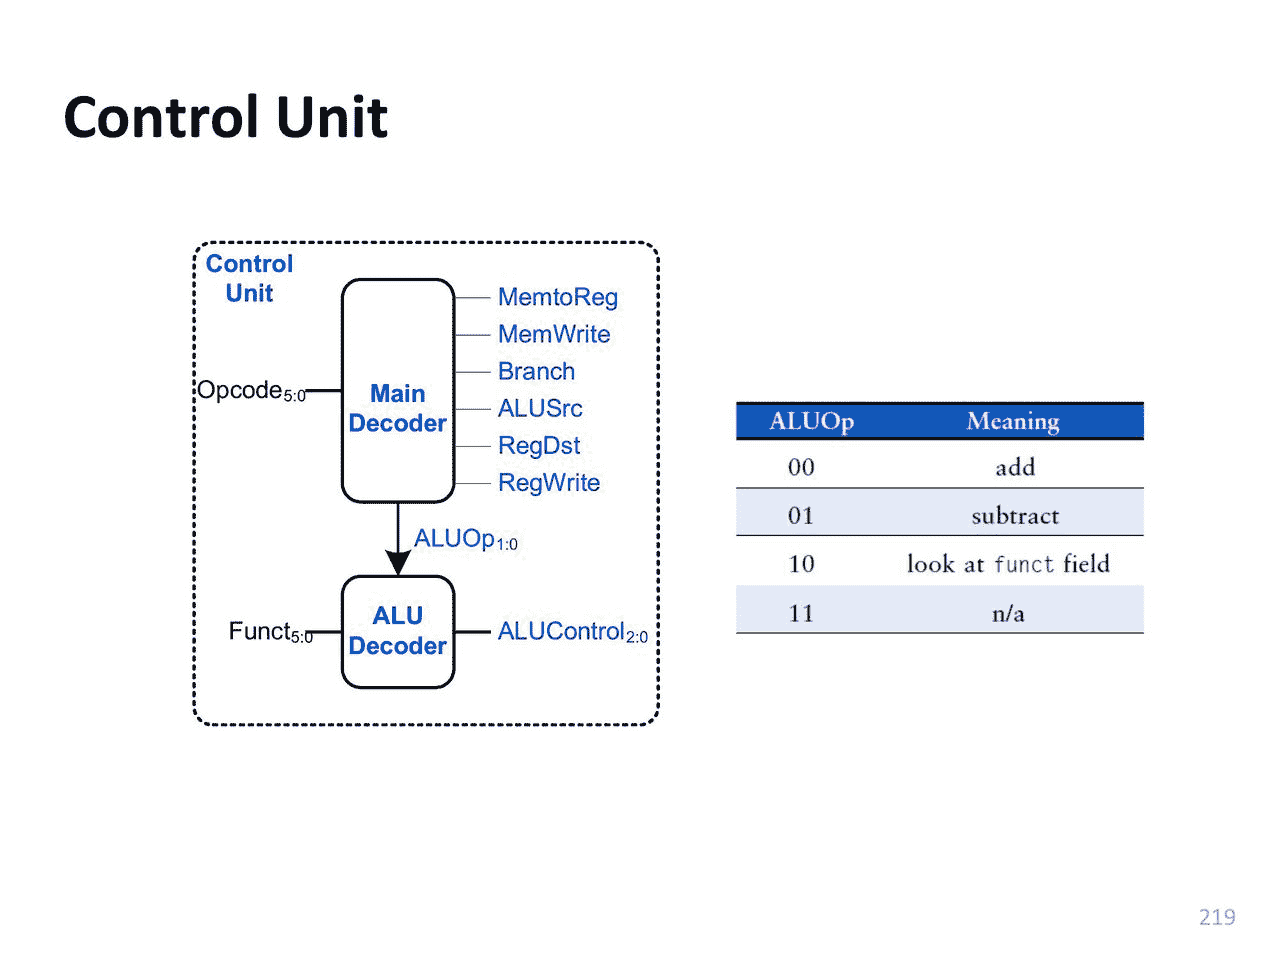 Control Unit
Control
Unit
MemtoReg
MemWrite
Branch
Opcode5:0
Main
Decoder
ALUSrc
RegDst
RegWrite
ALUOp1:0
Funct5:0
ALU
Decoder
ALUControl2:0
ALUOp Meaning
00 add
01 subtract
10 look at funct field
11 n/a
219